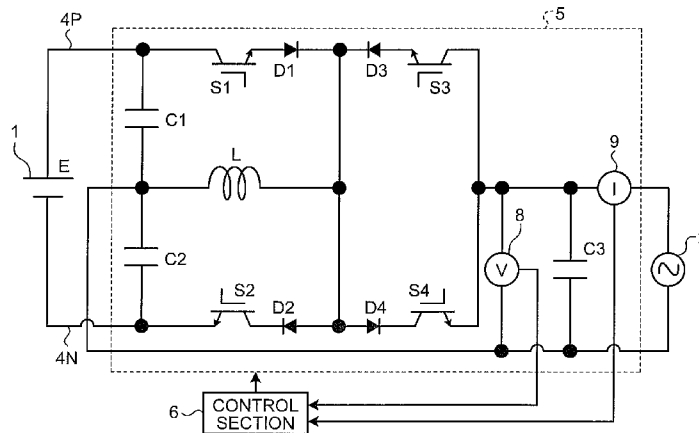 4P
5
D1
D3
S1
S3
C1
1
E
L
9
I
8
V
C3
C2
S2
S4
D2
D4
4N
6
CONTROL
SECTION